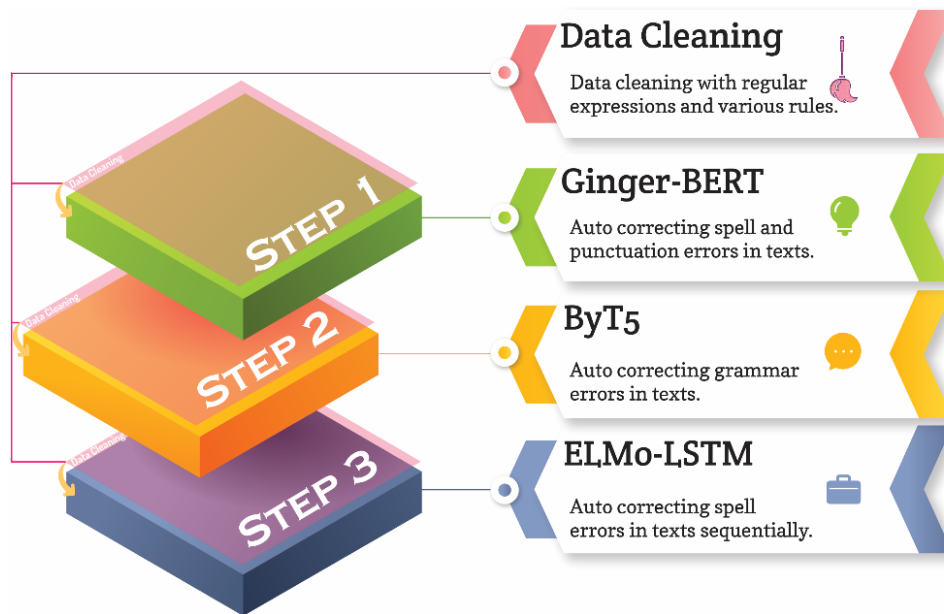 Data Cleaning
Data cleaning with regular
expressions and various rules.
Data Cleaning
STEP 1
Ginger-BERT
Auto correcting spell and
punctuation errors in texts.
Data Cleaning
STEP 2
ByT5
Auto correcting grammar
errors in texts.
Data Cleaning
STEP 3
ELMo-LSTM
Auto correcting spell
errors in texts sequentially.